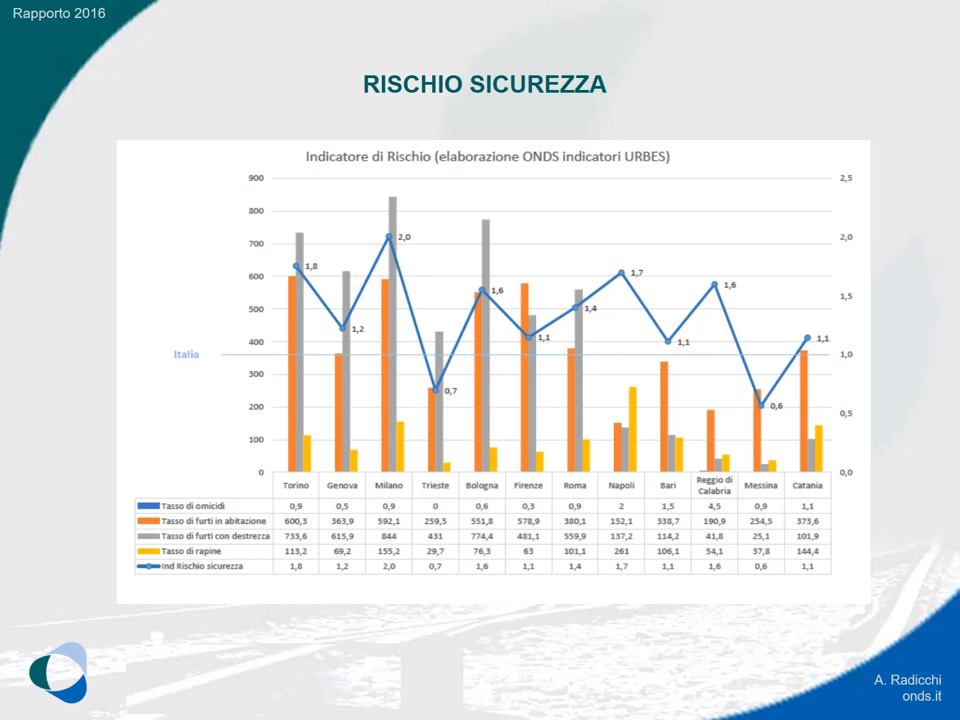 Rapporto 2016
RISCHIO SICUREZZA
Indicatore di Rischio (elaborazione ONDS indicatori URBES)
900 2,5
800
700 2,0
600
500 1,5
400
Italia 1,0
300
200 0,5
100
0 0,0
1,8 1,2 2,0 0,7 1,6 1,1 1,4 1,7 1,1 1,6 0,6 1,1
Torino Genova Milano Trieste Bologna Firenze Roma Napoli Bari Reggio di Calabria Messina Catania
Tasso di omicidi 0,9 0,5 0,9 0 0,6 0,3 0,9 2 1,5 4,5 0,9 1,1
Tasso di furti in abitazione 600,3 363,9 592,1 259,5 551,8 578,9 380,1 152,1 338,7 190,9 254,5 373,6
Tasso di furti con destrezza 733,6 615,9 844 431 774,4 481,1 559,9 137,2 114,2 41,8 25,1 101,9
Tasso di rapine 113,2 69,2 155,2 29,7 76,3 63 101,1 261 106,1 54,1 37,8 144,4
Ind Rischio sicurezza 1,8 1,2 2,0 0,7 1,6 1,1 1,4 1,7 1,1 1,6 0,6 1,1
A. Radicchi
onds.it